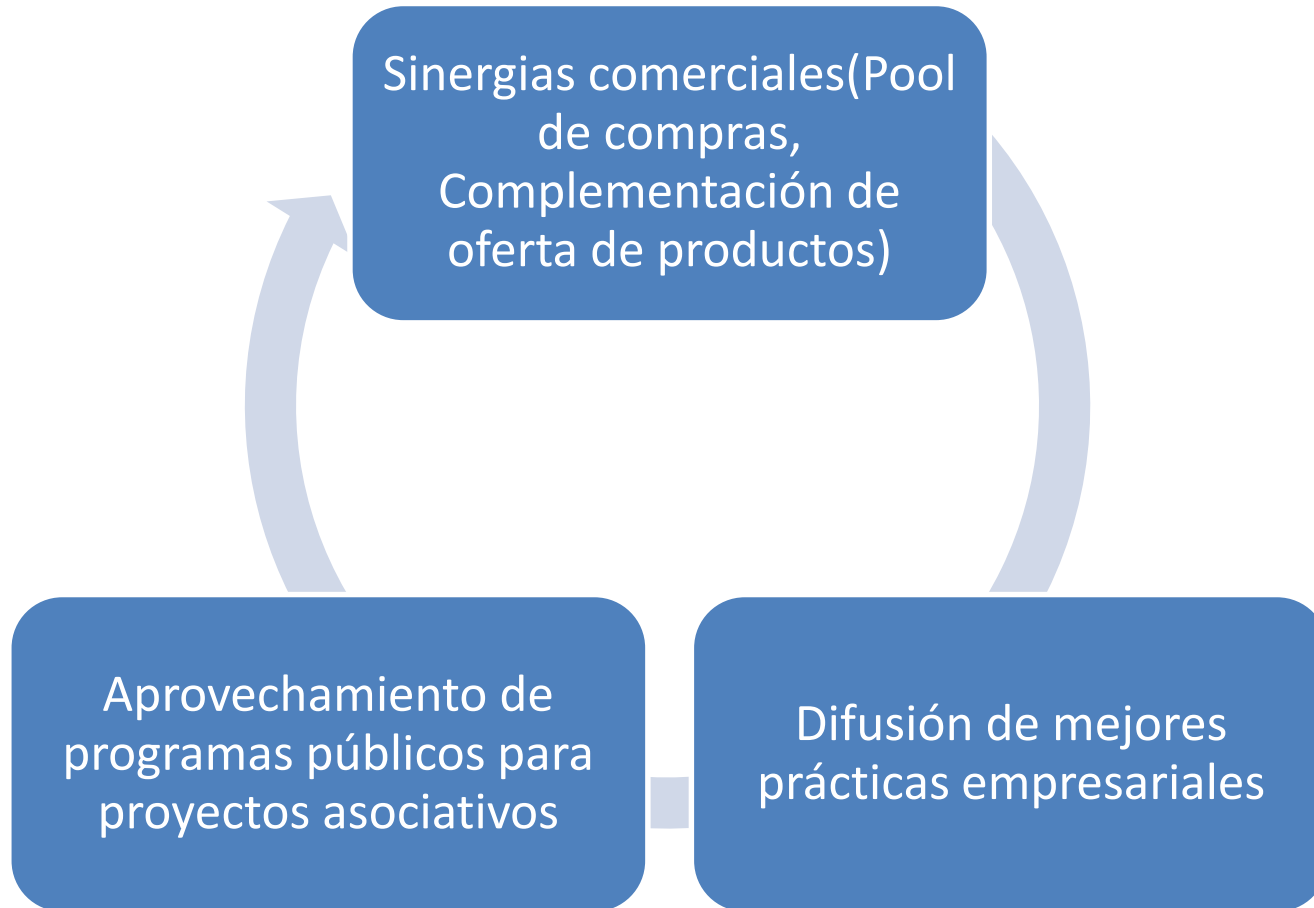 Sinergias comerciales(Pool
de compras,
Complementación de
oferta de productos)
Aprovechamiento de
programas públicos para
proyectos asociativos
Difusión de mejores
prácticas empresariales